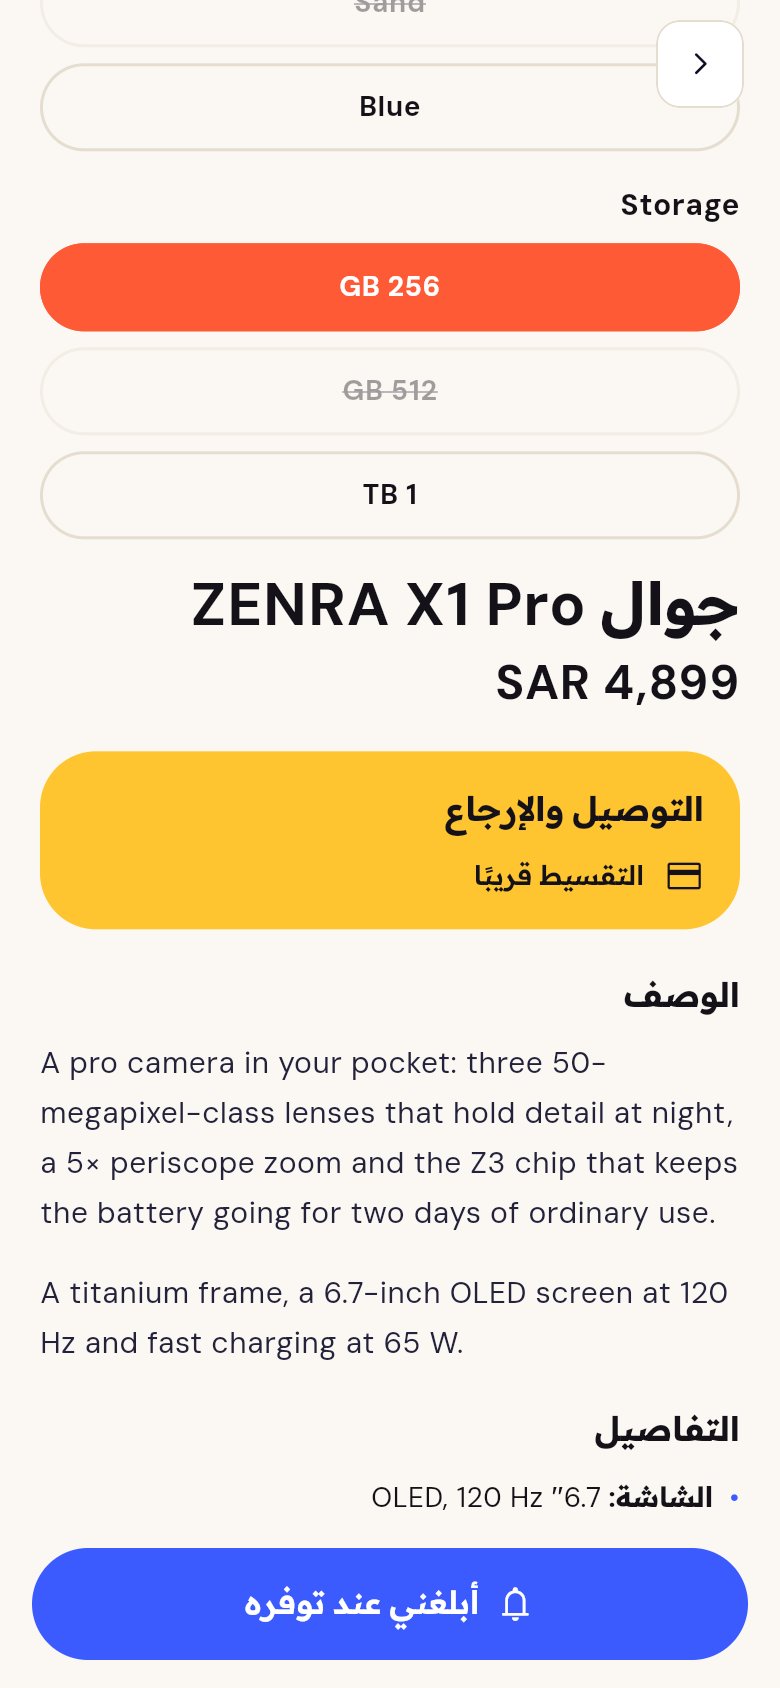 Sand
Blue
Storage
GB 256
GB 512
TB 1
جوال ZENRA X1 Pro
SAR 4,899
التوصيل والإرجاع
التقسيط قريبًا
الوصف
A pro camera in your pocket: three 50-
megapixel-class lenses that hold detail at night,
a 5× periscope zoom and the Z3 chip that keeps
the battery going for two days of ordinary use.
A titanium frame, a 6.7-inch OLED screen at 120
Hz and fast charging at 65 W.
التفاصيل
• الشاشة: 6.7″ OLED, 120 Hz
أبلغني عند توفره